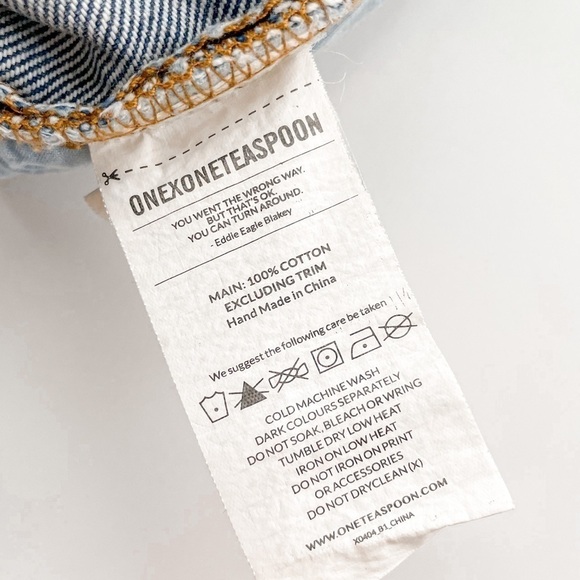 ONEXONETEASPOON
YOU WENT THE WRONG WAY.
BUT THAT'S OK.
YOU CAN TURN AROUND.
- Eddie Eagle Blakey
MAIN: 100% COTTON
EXCLUDING TRIM
Hand Made in China
We suggest the following care be taken
COLD MACHINE WASH
DARK COLOURS SEPARATELY
DO NOT SOAK, BLEACH OR WRING
TUMBLE DRY LOW HEAT
IRON ON LOW HEAT
DO NOT IRON ON PRINT
OR ACCESSORIES
DO NOT DRYCLEAN (X)
WWW.ONETEASPOON.COM
X0404_B1_CHINA